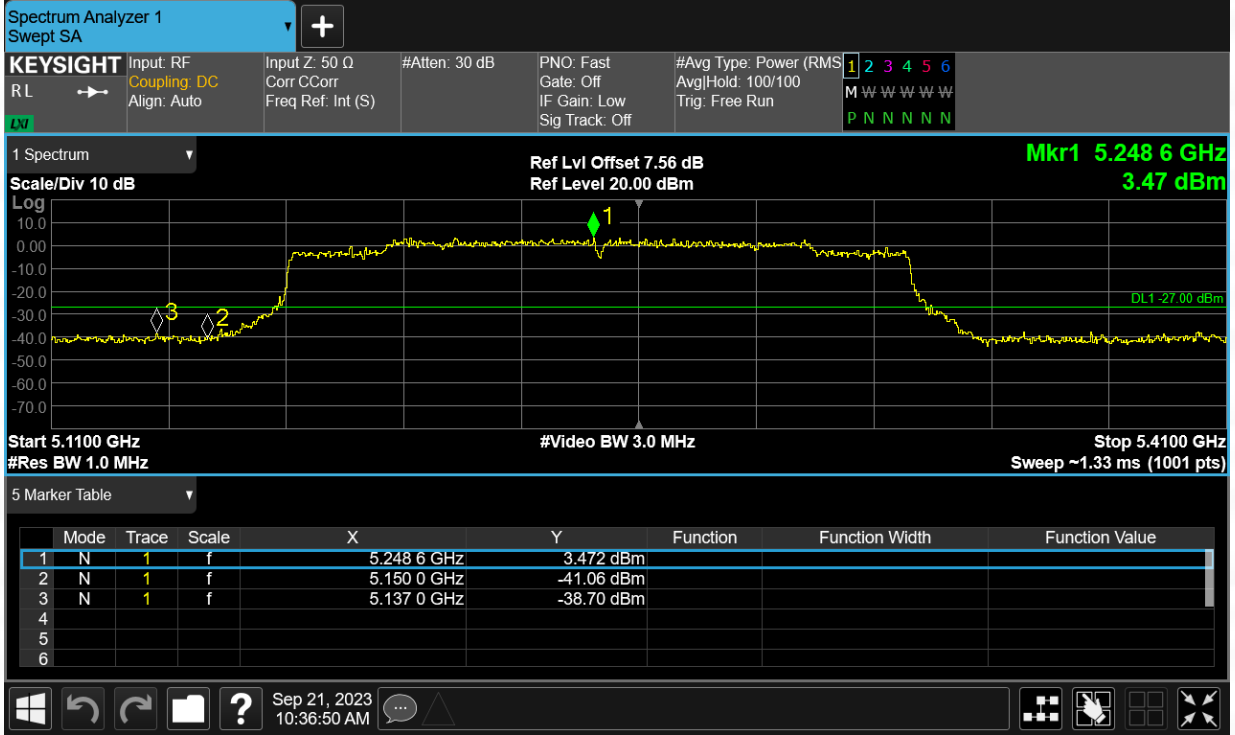 Spectrum Analyzer 1
Swept SA
KEYSIGHT
RL
LXI
Input: RF
Coupling: DC
Align: Auto
Input Z: 50 Ω
Corr CCorr
Freq Ref: Int (S)
#Atten: 30 dB
PNO: Fast
Gate: Off
IF Gain: Low
Sig Track: Off
#Avg Type: Power (RMS
Avg|Hold: 100/100
Trig: Free Run
1 2 3 4 5 6
M W W W W W
P N N N N N
1 Spectrum
Scale/Div 10 dB
Ref Lvl Offset 7.56 dB
Ref Level 20.00 dBm
Mkr1 5.248 6 GHz
3.47 dBm
Log
10.0
0.00
-10.0
-20.0
-30.0
-40.0
-50.0
-60.0
-70.0
1
3
2
DL1 -27.00 dBm
Start 5.1100 GHz
#Video BW 3.0 MHz
Stop 5.4100 GHz
#Res BW 1.0 MHz
Sweep ~1.33 ms (1001 pts)
5 Marker Table
Mode Trace Scale X Y Function Function Width Function Value
1 N 1 f 5.248 6 GHz 3.472 dBm
2 N 1 f 5.150 0 GHz -41.06 dBm
3 N 1 f 5.137 0 GHz -38.70 dBm
4
5
6
?
Sep 21, 2023
10:36:50 AM